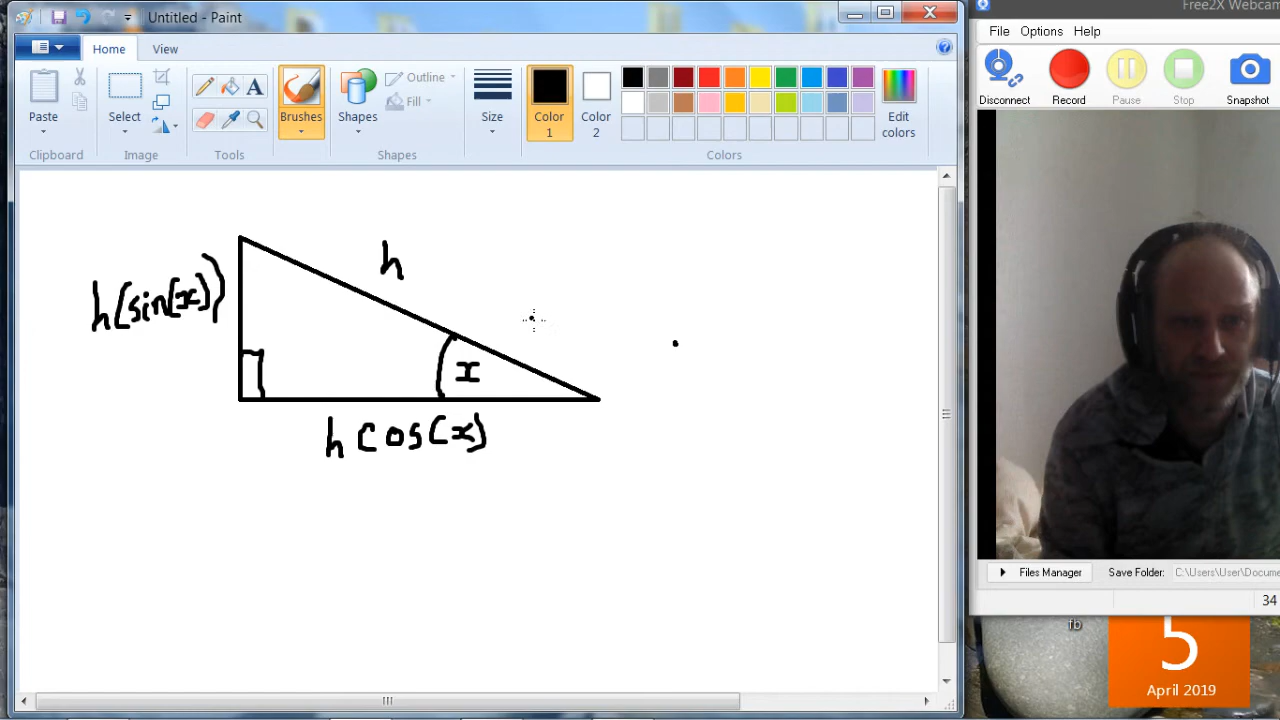 Untitled - Paint
Free2X Webcam
Home
View
File Options Help
Paste
Select
Brushes
Shapes
Outline
Fill
Size
Color 1
Color 2
Edit colors
Clipboard
Image
Tools
Shapes
Colors
Disconnect
Record
Pause
Stop
Snapshot
h
h(sin(x))
x
h cos(x)
Files Manager
Save Folder:
C:\Users\User\Docume
34
fb
5
April 2019